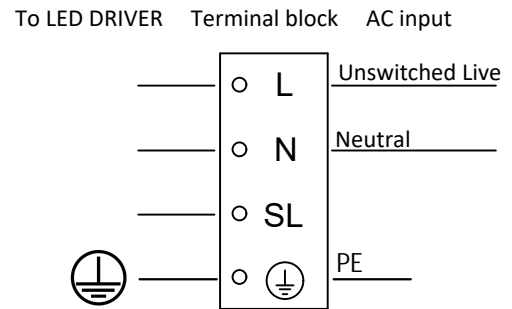 To LED DRIVER Terminal block AC input
L Unswitched Live
N Neutral
SL
PE